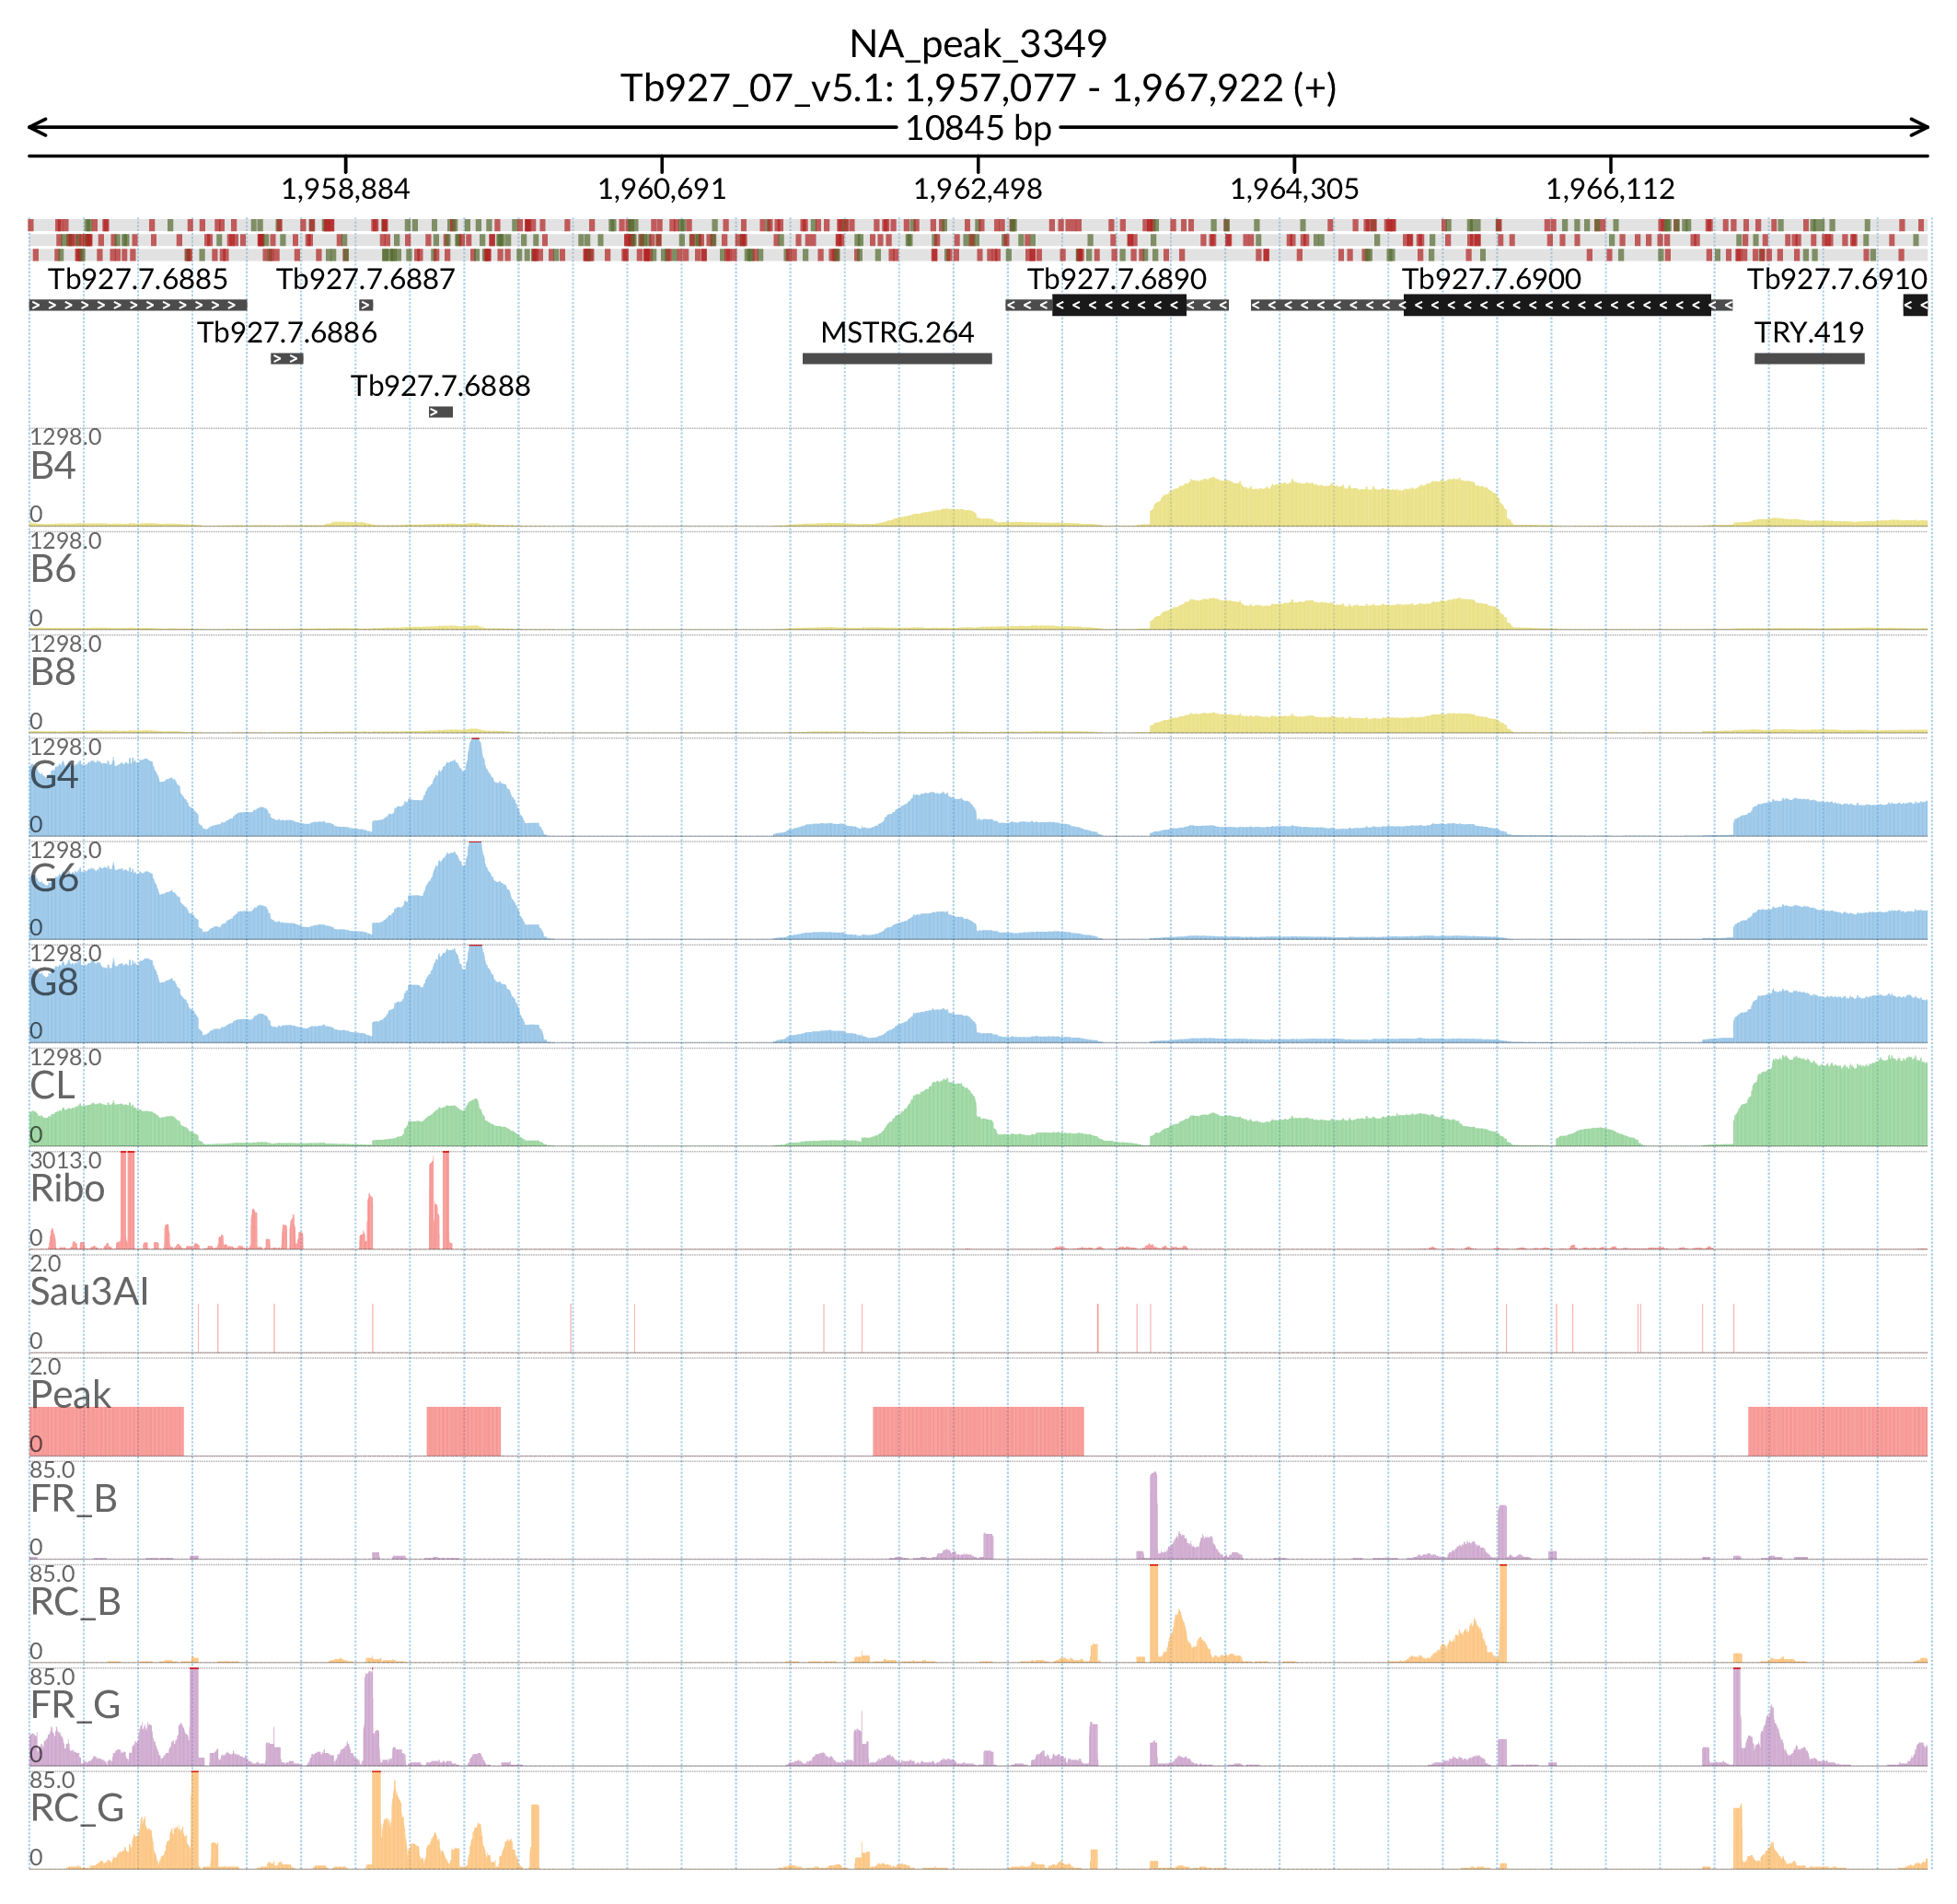 NA_peak_3349
Tb927_07_v5.1: 1,957,077 - 1,967,922 (+)
10845 bp
1,958,884 1,960,691 1,962,498 1,964,305 1,966,112
Tb927.7.6885 Tb927.7.6887 Tb927.7.6890 Tb927.7.6900 Tb927.7.6910
Tb927.7.6886 MSTRG.264 TRY.419
Tb927.7.6888
1298.0
B4
0
1298.0
B6
0
1298.0
B8
0
1298.0
G4
0
1298.0
G6
0
1298.0
G8
0
1298.0
CL
0
3013.0
Ribo
0
2.0
Sau3AI
0
2.0
Peak
0
85.0
FR_B
0
85.0
RC_B
0
85.0
FR_G
0
85.0
RC_G
0